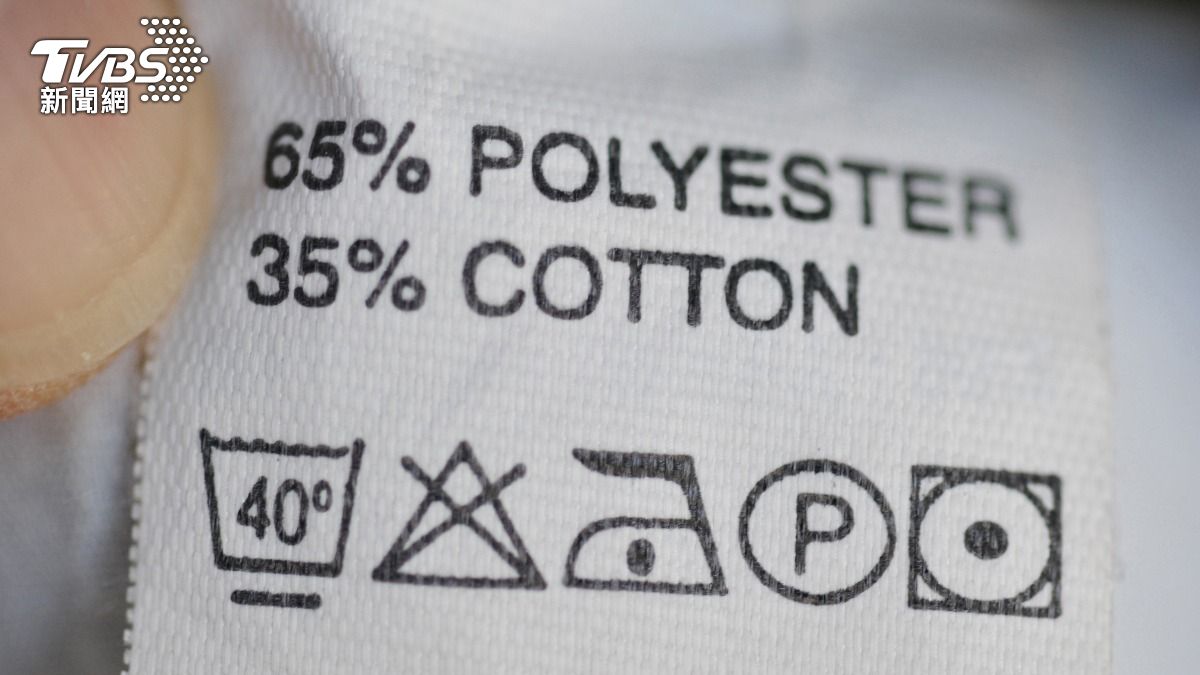 TVBS
新聞網
65% POLYESTER
35% COTTON
40°
P